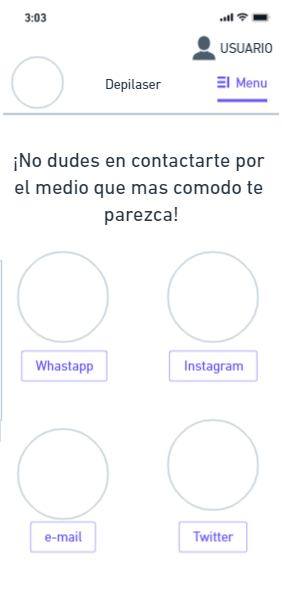 3:03
USUARIO
Depilaser
Menu
¡No dudes en contactarte por
el medio que mas comodo te
parezca!
Whastapp
Instagram
e-mail
Twitter